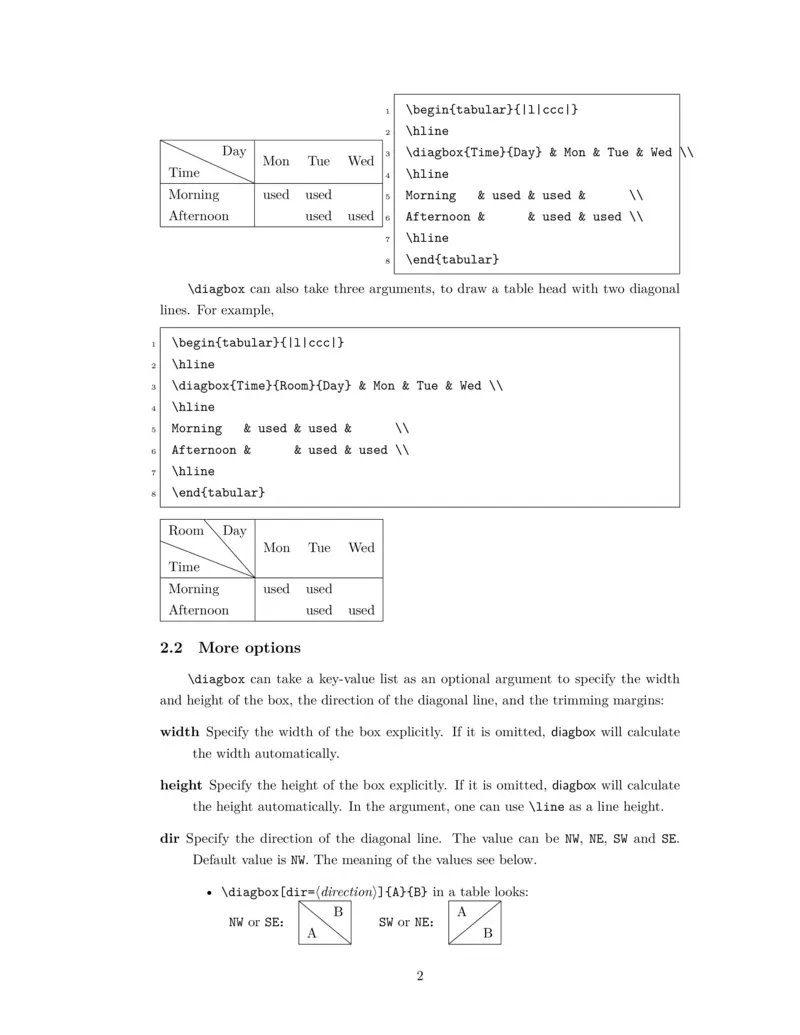 Day
Time
Mon Tue Wed
Morning used used
Afternoon used used
1 \begin{tabular}{|l|ccc|}
2 \hline
3 \diagbox{Time}{Day} & Mon & Tue & Wed \\
4 \hline
5 Morning   & used & used &      \\
6 Afternoon &      & used & used \\
7 \hline
8 \end{tabular}
\diagbox can also take three arguments, to draw a table head with two diagonal
lines. For example,
1 \begin{tabular}{|l|ccc|}
2 \hline
3 \diagbox{Time}{Room}{Day} & Mon & Tue & Wed \\
4 \hline
5 Morning   & used & used &      \\
6 Afternoon &      & used & used \\
7 \hline
8 \end{tabular}
Room Day
Mon Tue Wed
Time
Morning used used
Afternoon used used
2.2 More options
\diagbox can take a key-value list as an optional argument to specify the width
and height of the box, the direction of the diagonal line, and the trimming margins:
width Specify the width of the box explicitly. If it is omitted, diagbox will calculate
the width automatically.
height Specify the height of the box explicitly. If it is omitted, diagbox will calculate
the height automatically. In the argument, one can use \line as a line height.
dir Specify the direction of the diagonal line. The value can be NW, NE, SW and SE.
Default value is NW. The meaning of the values see below.
• \diagbox[dir=⟨direction⟩]{A}{B} in a table looks:
NW or SE: B A
SW or NE: A B
2